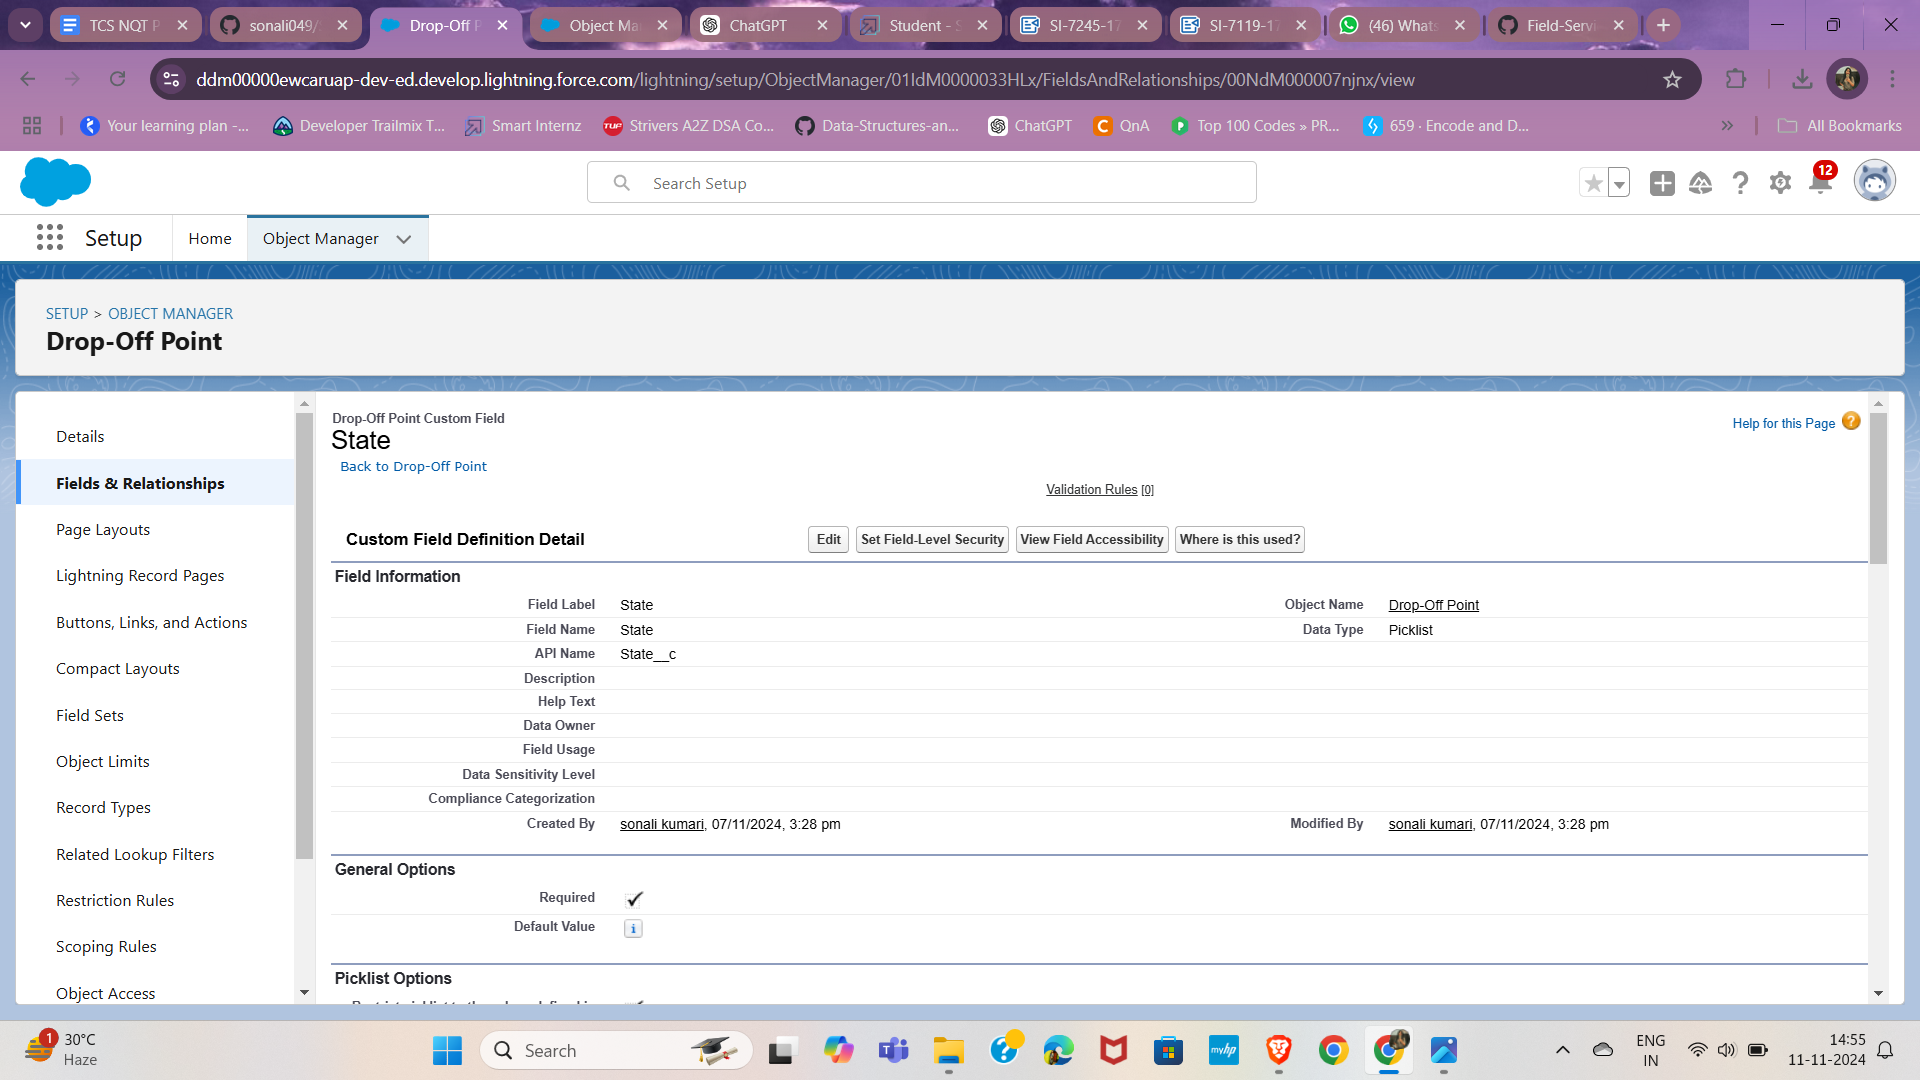 TCS NQT P
sonali049/
Drop-Off P
Object Ma
ChatGPT
Student - S
SI-7245-17
SI-7119-17
(46) Whats
Field-Servi
ddm00000ewcaruap-dev-ed.develop.lightning.force.com/lightning/setup/ObjectManager/01IdM0000033HLx/FieldsAndRelationships/00NdM000007njnx/view
Your learning plan -...
Developer Trailmix T...
Smart Internz
TUF
Strivers A2Z DSA Co...
Data-Structures-an...
ChatGPT
QnA
Top 100 Codes » PR...
659 · Encode and D...
All Bookmarks
Search Setup
12
Setup
Home
Object Manager
SETUP > OBJECT MANAGER
Drop-Off Point
Details
Fields & Relationships
Page Layouts
Lightning Record Pages
Buttons, Links, and Actions
Compact Layouts
Field Sets
Object Limits
Record Types
Related Lookup Filters
Restriction Rules
Scoping Rules
Object Access
Drop-Off Point Custom Field
State
Back to Drop-Off Point
Help for this Page
Validation Rules [0]
Custom Field Definition Detail
Edit
Set Field-Level Security
View Field Accessibility
Where is this used?
Field Information
Field Label State Object Name Drop-Off Point
Field Name State Data Type Picklist
API Name State__c
Description
Help Text
Data Owner
Field Usage
Data Sensitivity Level
Compliance Categorization
Created By sonali kumari, 07/11/2024, 3:28 pm Modified By sonali kumari, 07/11/2024, 3:28 pm
General Options
Required
Default Value
Picklist Options
1
30°C
Haze
Search
myhp
ENG
IN
14:55
11-11-2024